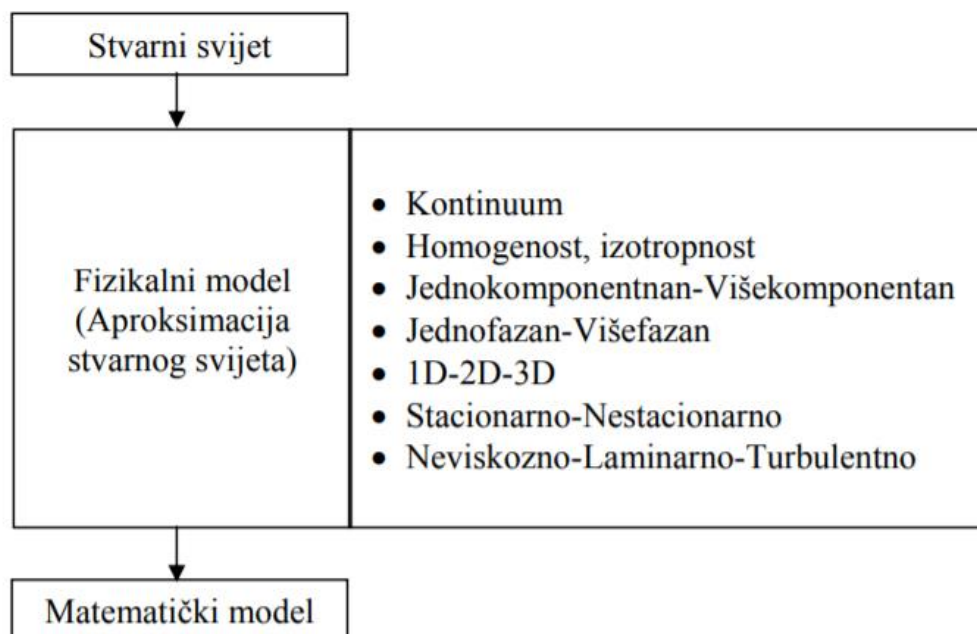 Stvarni svijet
Fizikalni model
(Aproksimacija
stvarnog svijeta)
• Kontinuum
• Homogenost, izotropnost
• Jednokomponentnan-Višekomponentan
• Jednofazan-Višefazan
• 1D-2D-3D
• Stacionarno-Nestacionarno
• Neviskozno-Laminarno-Turbulentno
Matematički model